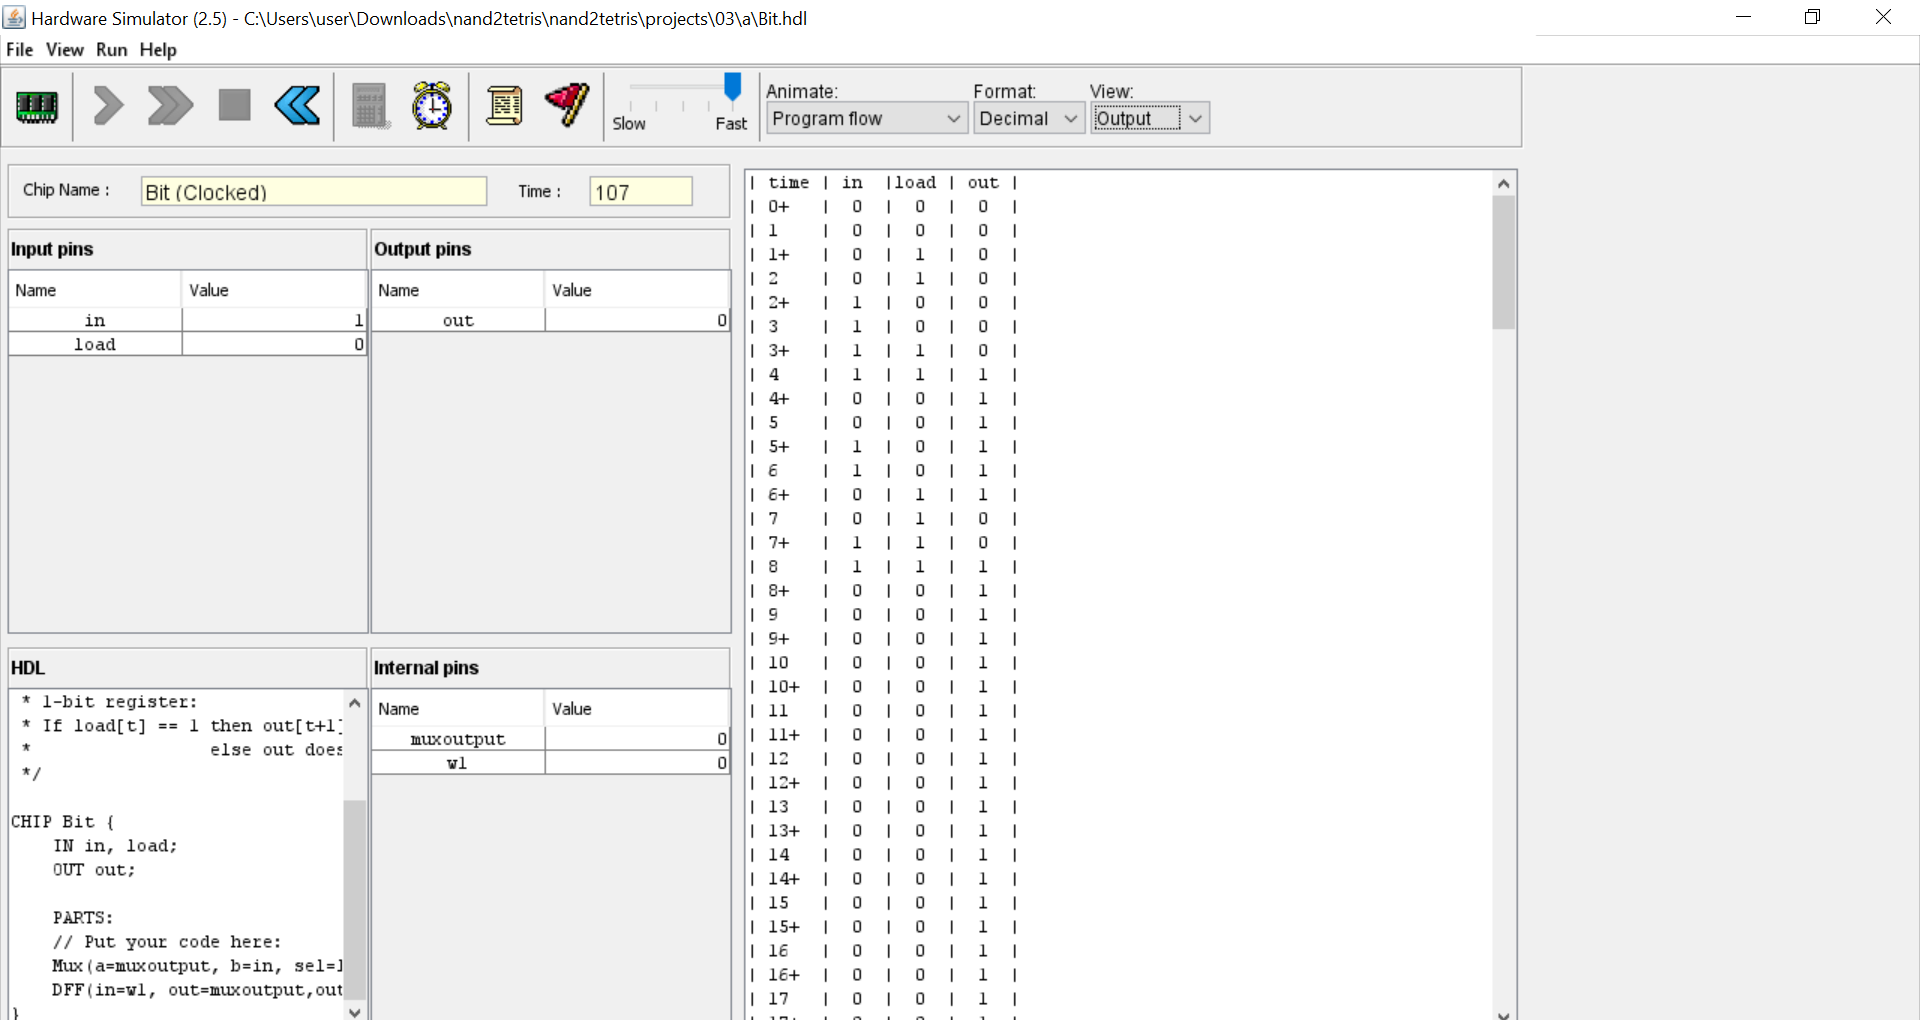 Hardware Simulator (2.5) - C:\Users\user\Downloads\nand2tetris\nand2tetris\projects\03\a\Bit.hdl
File View Run Help
Slow Fast
Animate: Format: View:
Program flow Decimal Output
Chip Name : Bit (Clocked) Time : 107
Input pins
Name Value
in 1
load 0
Output pins
Name Value
out 0
HDL
* 1-bit register:
* If load[t] == 1 then out[t+1]
* else out does
*/
CHIP Bit {
IN in, load;
OUT out;
PARTS:
// Put your code here:
Mux(a=muxoutput, b=in, sel=l
DFF(in=w1, out=muxoutput,out
}
Internal pins
Name Value
muxoutput 0
w1 0
| time | in |load | out |
| 0+ | 0 | 0 | 0 |
| 1 | 0 | 0 | 0 |
| 1+ | 0 | 1 | 0 |
| 2 | 0 | 1 | 0 |
| 2+ | 1 | 0 | 0 |
| 3 | 1 | 0 | 0 |
| 3+ | 1 | 1 | 0 |
| 4 | 1 | 1 | 1 |
| 4+ | 0 | 0 | 1 |
| 5 | 0 | 0 | 1 |
| 5+ | 1 | 0 | 1 |
| 6 | 1 | 0 | 1 |
| 6+ | 0 | 1 | 1 |
| 7 | 0 | 1 | 0 |
| 7+ | 1 | 1 | 0 |
| 8 | 1 | 1 | 1 |
| 8+ | 0 | 0 | 1 |
| 9 | 0 | 0 | 1 |
| 9+ | 0 | 0 | 1 |
| 10 | 0 | 0 | 1 |
| 10+ | 0 | 0 | 1 |
| 11 | 0 | 0 | 1 |
| 11+ | 0 | 0 | 1 |
| 12 | 0 | 0 | 1 |
| 12+ | 0 | 0 | 1 |
| 13 | 0 | 0 | 1 |
| 13+ | 0 | 0 | 1 |
| 14 | 0 | 0 | 1 |
| 14+ | 0 | 0 | 1 |
| 15 | 0 | 0 | 1 |
| 15+ | 0 | 0 | 1 |
| 16 | 0 | 0 | 1 |
| 16+ | 0 | 0 | 1 |
| 17 | 0 | 0 | 1 |